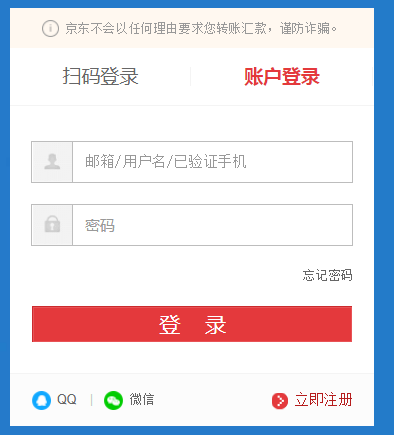 京东不会以任何理由要求您转账汇款，谨防诈骗。
扫码登录 账户登录
邮箱/用户名/已验证手机
密码
忘记密码
登 录
QQ 微信 立即注册